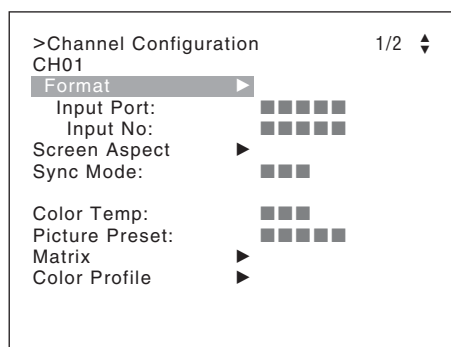 >Channel Configuration 1/2
CH01
Format
Input Port: ■■■■■
Input No: ■■■■■
Screen Aspect
Sync Mode: ■■■
Color Temp: ■■■
Picture Preset: ■■■■■
Matrix
Color Profile